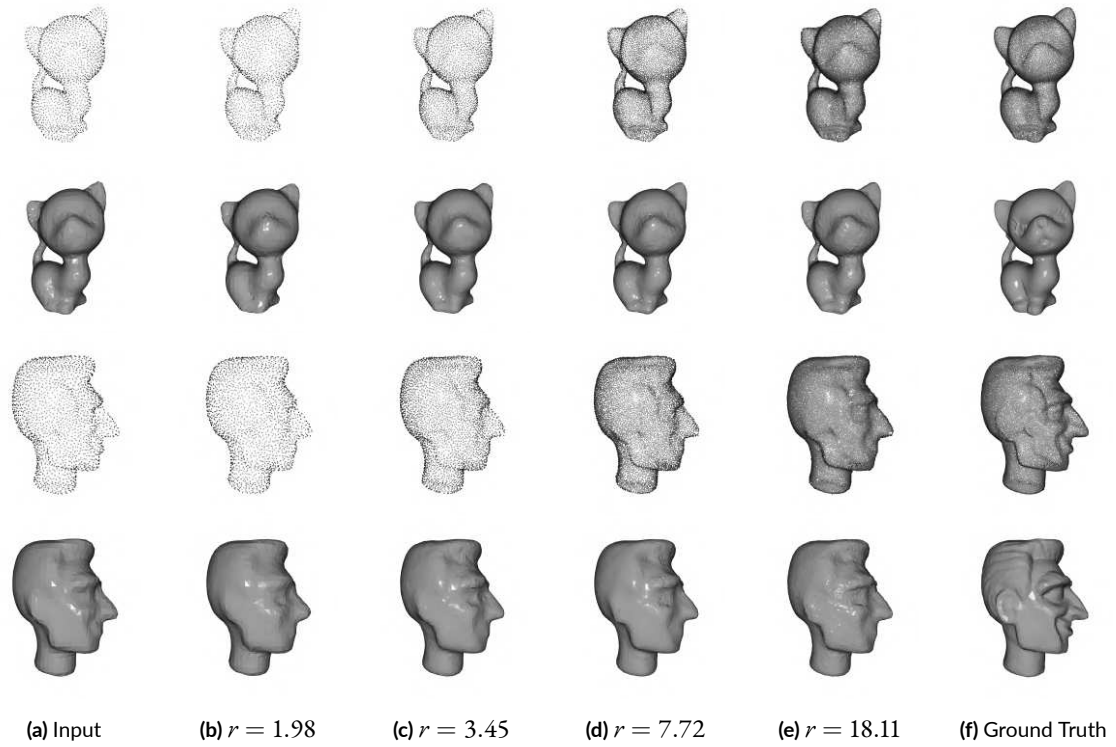 (a) Input (b) r = 1.98 (c) r = 3.45 (d) r = 7.72 (e) r = 18.11 (f) Ground Truth